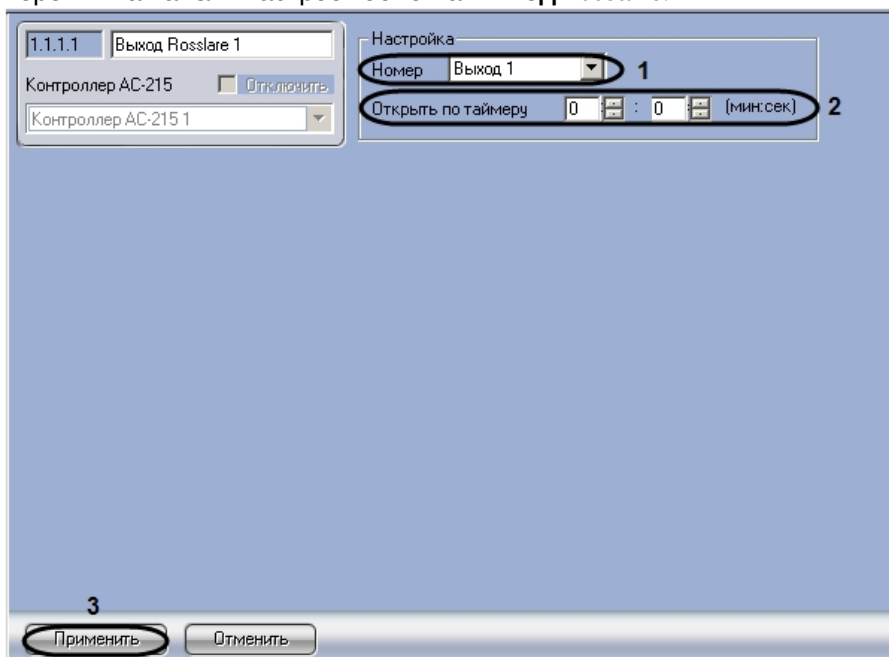 1.1.1.1 Выход Rosslare 1
Контроллер AC-215 Отключить
Контроллер AC-215 1
Настройка
Номер Выход 1 1
Открыть по таймеру 0 : 0 (мин:сек) 2
3
Применить Отменить